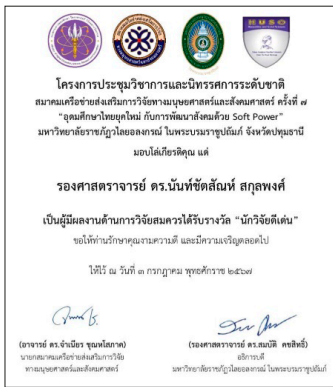 HUSO
โครงการประชุมวิชาการและนิทรรศการระดับชาติ
สมาคมเครือข่ายส่งเสริมการวิจัยทางมนุษยศาสตร์และสังคมศาสตร์ ครั้งที่ ๗
"อุดมศึกษาไทยยุคใหม่ กับการพัฒนาสังคมด้วย Soft Power"
มหาวิทยาลัยราชภัฏวไลยอลงกรณ์ ในพระบรมราชูปถัมภ์ จังหวัดปทุมธานี
มอบโล่เกียรติคุณ แด่
รองศาสตราจารย์ ดร.นันท์ชัตสัณห์ สกุลพงศ์
เป็นผู้มีผลงานด้านการวิจัยสมควรได้รับรางวัล "นักวิจัยดีเด่น"
ขอให้ท่านรักษาคุณงามความดี และมีความเจริญตลอดไป
ให้ไว้ ณ วันที่ ๓ กรกฎาคม พุทธศักราช ๒๕๖๗
(อาจารย์ ดร.จำเนียร ชุณหโสภาค)
นายกสมาคมเครือข่ายส่งเสริมการวิจัย
ทางมนุษยศาสตร์และสังคมศาสตร์
(รองศาสตราจารย์ ดร.สมบัติ คชสิทธิ์)
อธิการบดี
มหาวิทยาลัยราชภัฏวไลยอลงกรณ์ ในพระบรมราชูปถัมภ์